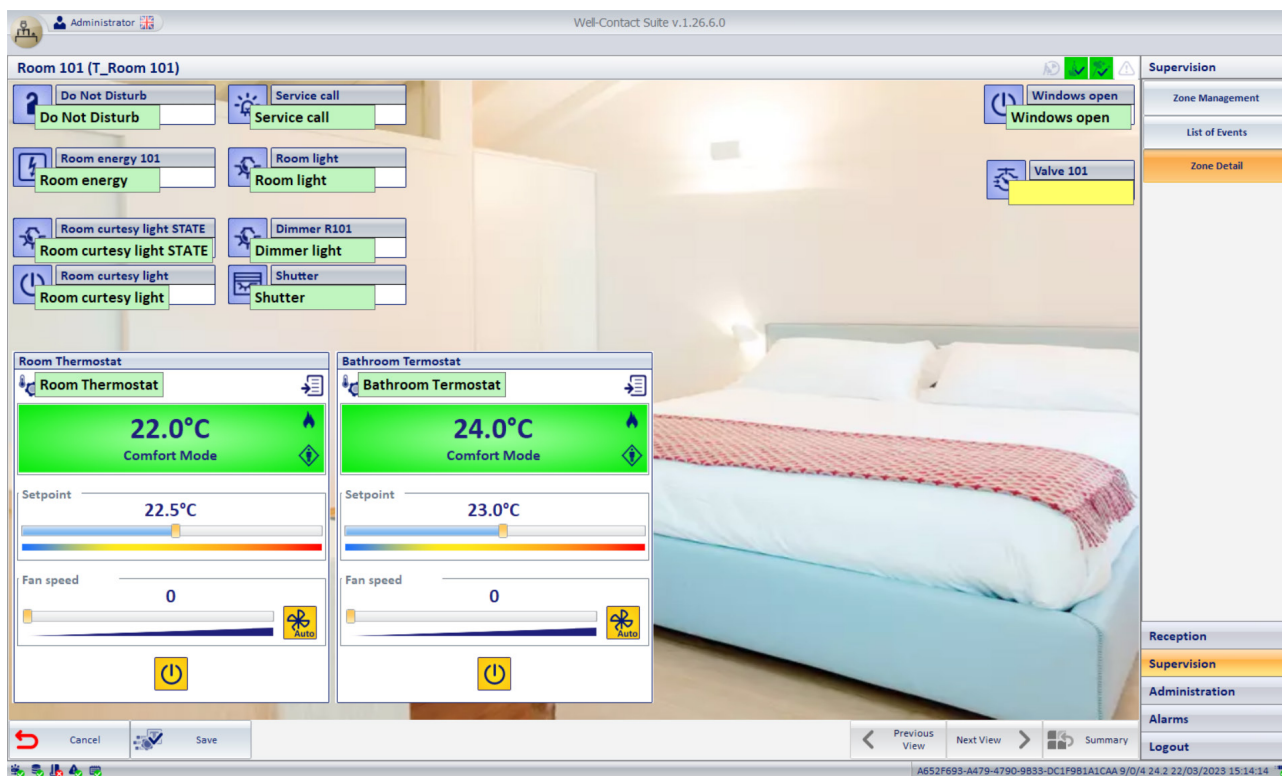 Administrator
Well-Contact Suite v.1.26.6.0
Room 101 (T_Room 101)
Supervision
Do Not Disturb
Do Not Disturb
Service call
Service call
Windows open
Windows open
Zone Management
List of Events
Zone Detail
Room energy 101
Room energy
Room light
Room light
Valve 101
Room curtesy light STATE
Room curtesy light STATE
Dimmer R101
Dimmer light
Room curtesy light
Room curtesy light
Shutter
Shutter
Room Thermostat
Room Thermostat
22.0°C
Comfort Mode
Setpoint
22.5°C
Fan speed
0
Auto
Bathroom Termostat
Bathroom Termostat
24.0°C
Comfort Mode
Setpoint
23.0°C
Fan speed
0
Auto
Reception
Supervision
Administration
Alarms
Logout
Cancel
Save
Previous
View
Next View
Summary
A652F693-A479-4790-9B33-DC1F9B1A1CAA 9/0/4 24.2 22/03/2023 15:14:14